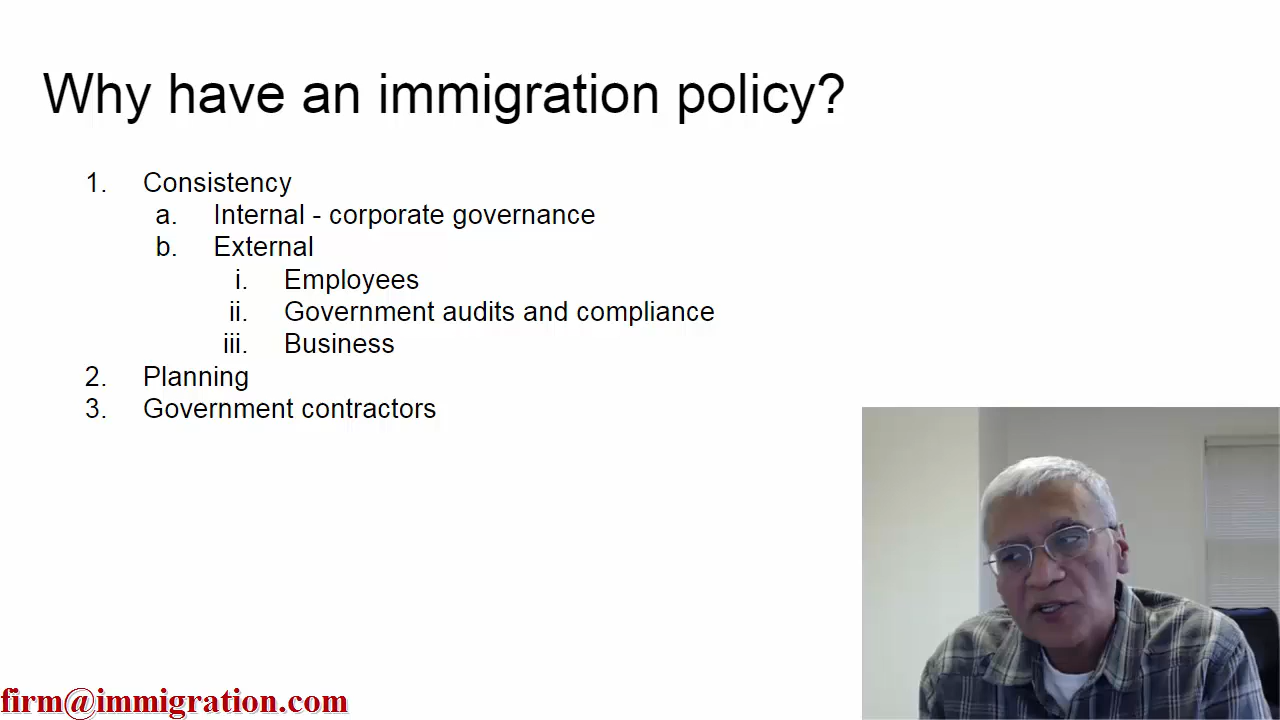 Why have an immigration policy?
1. Consistency
a. Internal - corporate governance
b. External
i. Employees
ii. Government audits and compliance
iii. Business
2. Planning
3. Government contractors
firm@immigration.com